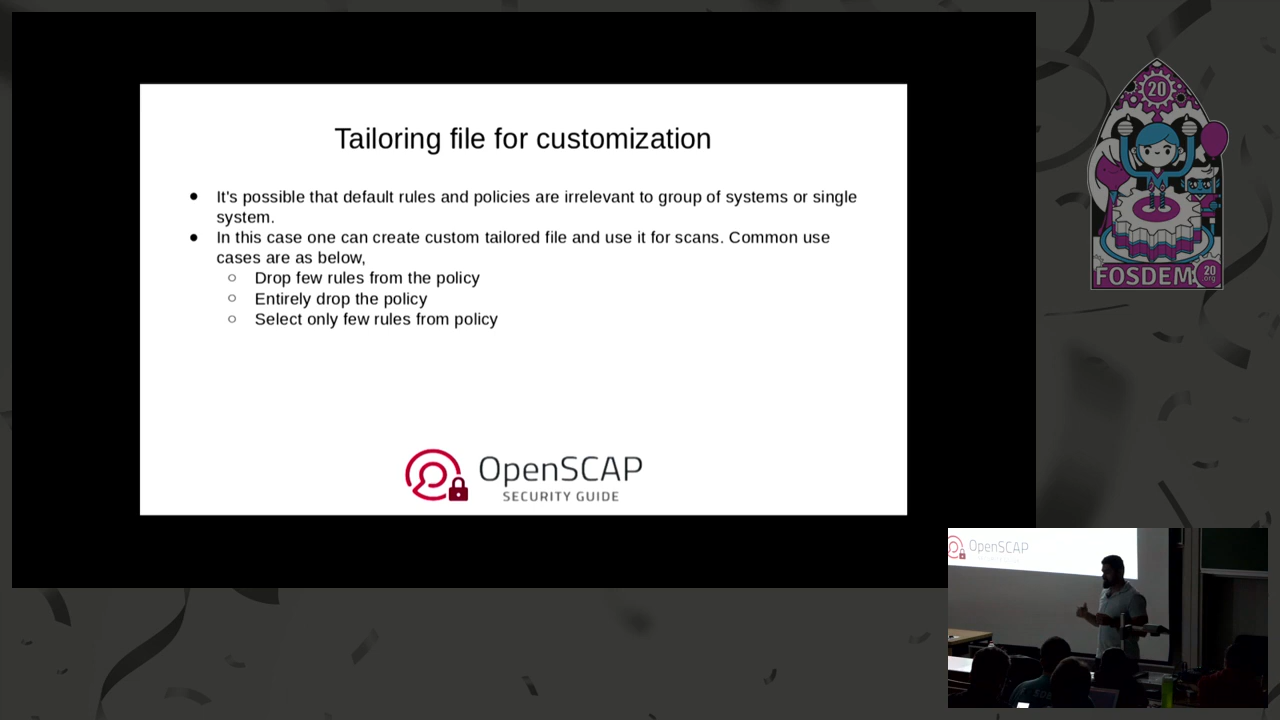 Tailoring file for customization
● It's possible that default rules and policies are irrelevant to group of systems or single
system.
● In this case one can create custom tailored file and use it for scans. Common use
cases are as below,
○ Drop few rules from the policy
○ Entirely drop the policy
○ Select only few rules from policy
OpenSCAP
SECURITY GUIDE
20
FOSDEM
20
.org
OpenSCAP